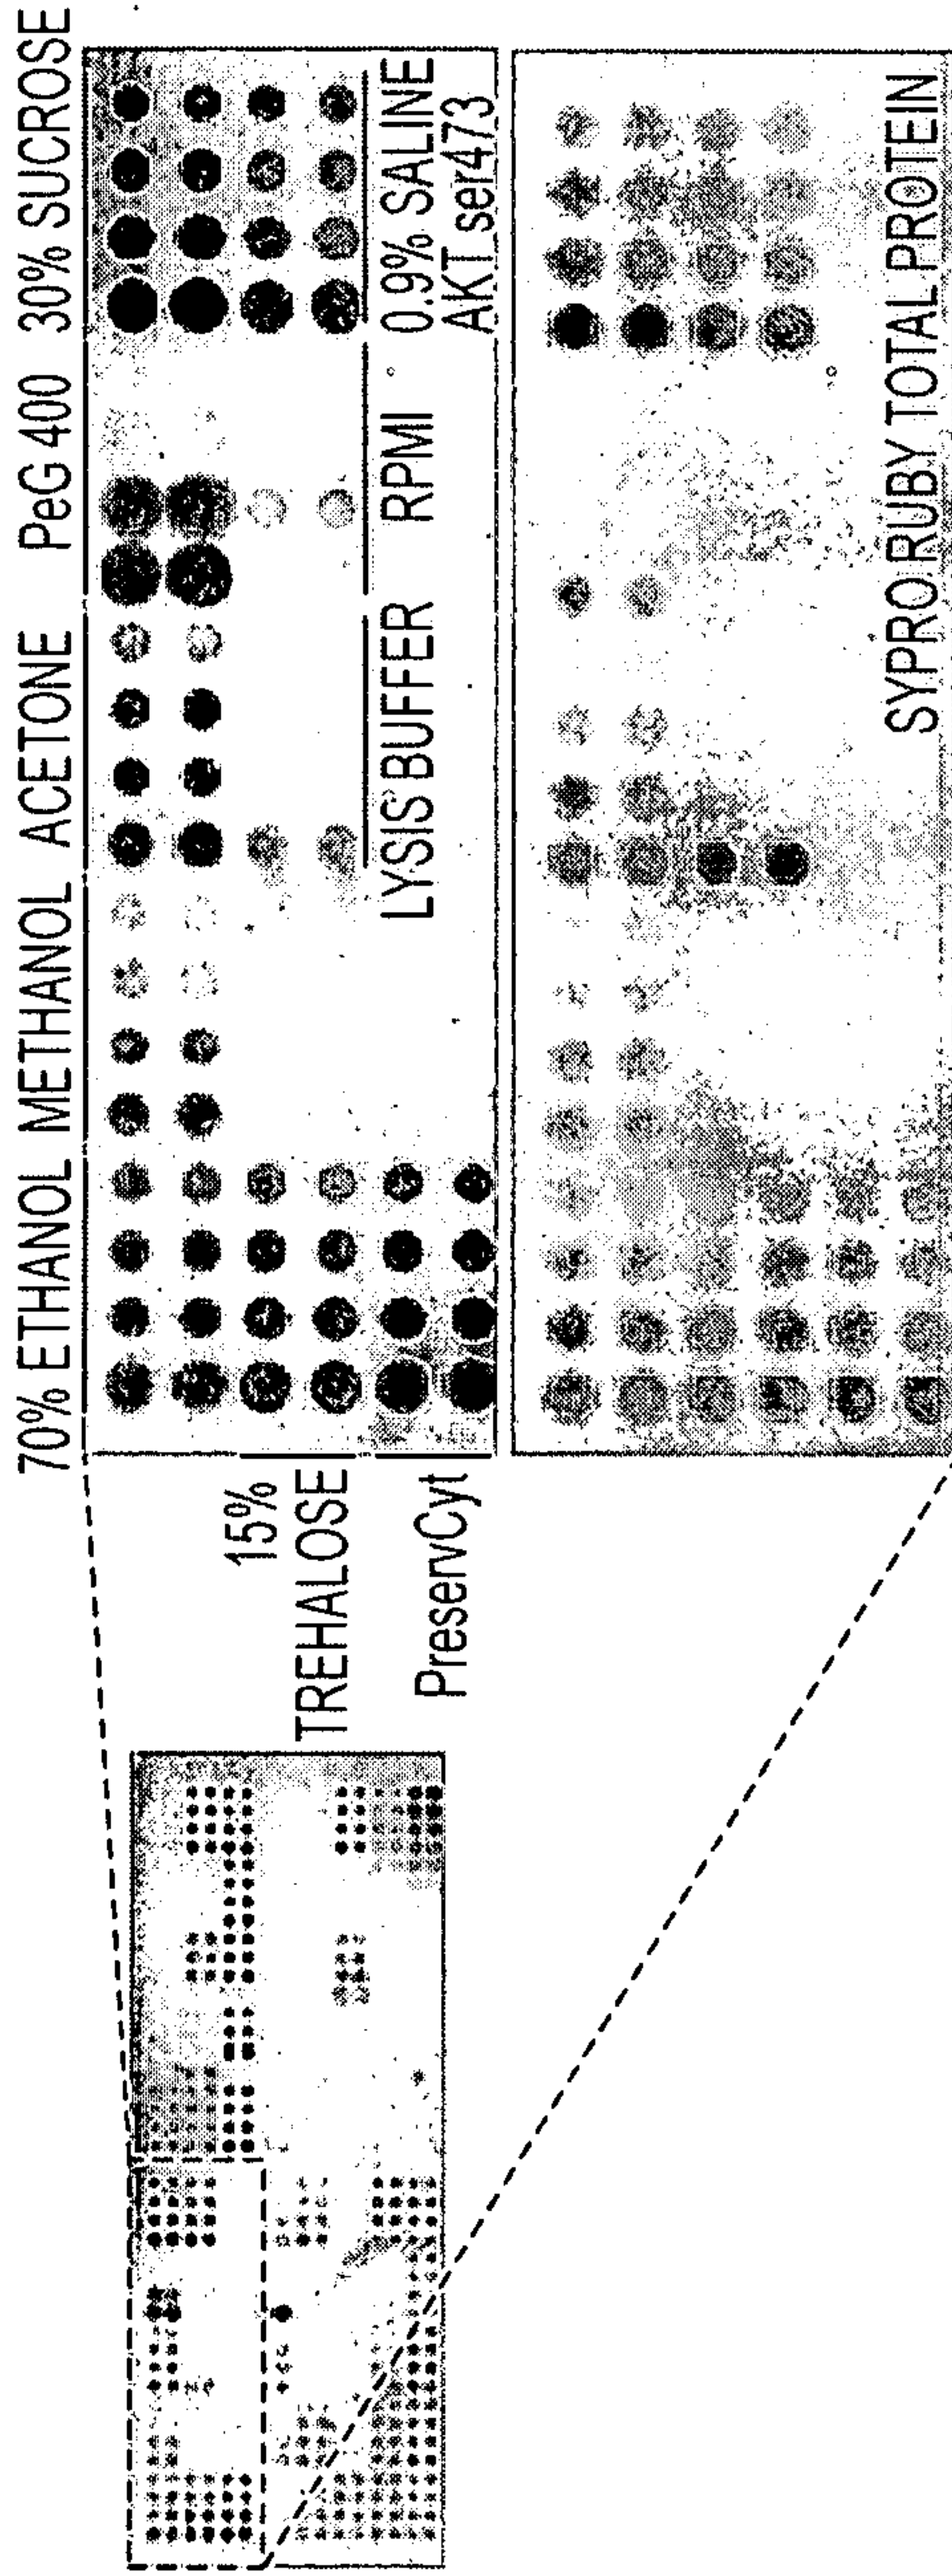 70% ETHANOL METHANOL ACETONE PeG 400 30% SUCROSE
15%
TREHALOSE
PreservCyt
LYSIS BUFFER RPMI 0.9% SALINE
AKT ser473
SYPRO RUBY TOTAL PROTEIN